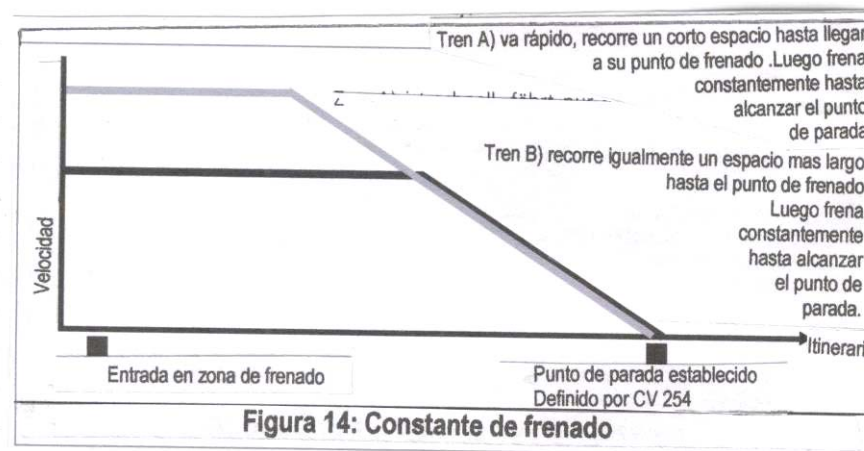 Tren A) va rápido, recorre un corto espacio hasta llegar
a su punto de frenado .Luego frena
constantemente hasta
alcanzar el punto
de parada
Tren B) recorre igualmente un espacio mas largo
hasta el punto de frenado
Luego frena
constantemente
hasta alcanzar
el punto de
parada.
Velocidad
Itinerari
Entrada en zona de frenado
Punto de parada establecido
Definido por CV 254
Figura 14: Constante de frenado